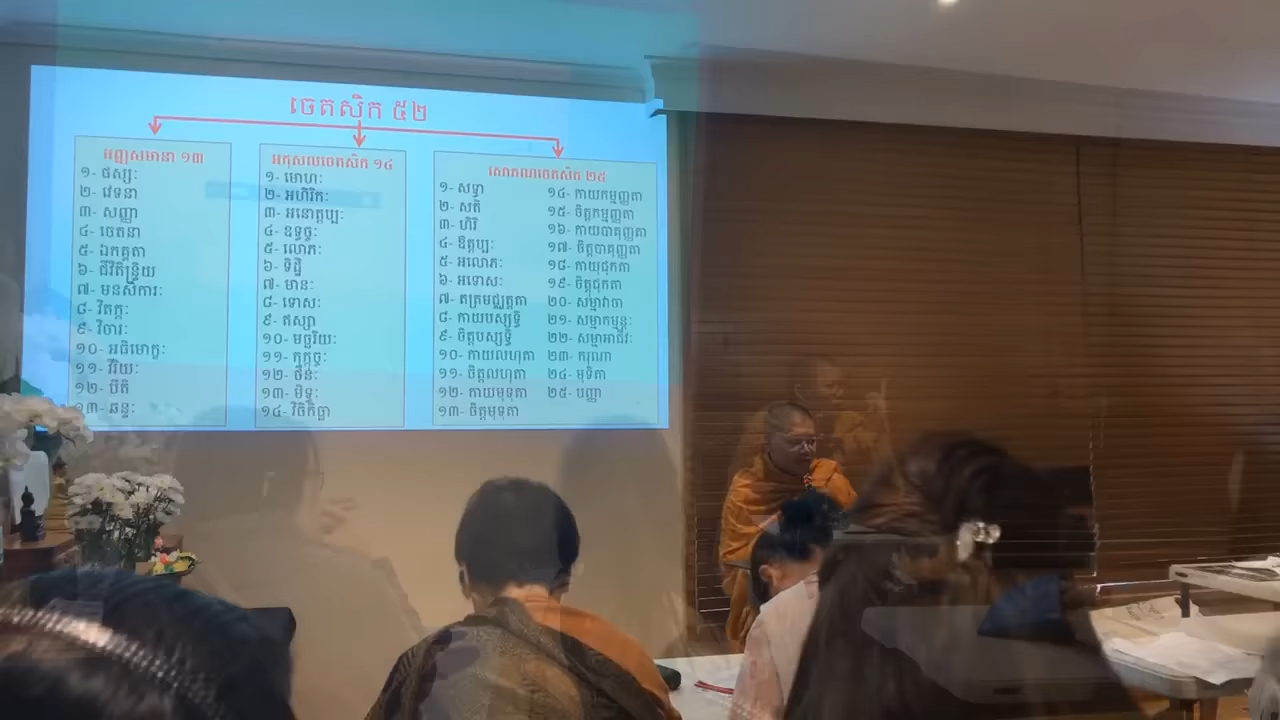 ចេតសិក ៥២
អញ្ញសមានា ១៣
១- ផស្សៈ
២- វេទនា
៣- សញ្ញា
៤- ចេតនា
៥- ឯកគ្គតា
៦- ជីវិតិន្ទ្រិយ
៧- មនសិការៈ
៨- វិតក្កៈ
៩- វិចារៈ
១០- អធិមោក្ខៈ
១១- វីរិយៈ
១២- បីតិ
១៣- ឆន្ទៈ
អកុសលចេតសិក ១៤
១- មោហៈ
២- អហិរិកៈ
៣- អនោត្តប្បៈ
៤- ឧទ្ធច្ចៈ
៥- លោភៈ
៦- ទិដ្ឋិ
៧- មានៈ
៨- ទោសៈ
៩- ឥស្សា
១០- មច្ឆរិយៈ
១១- កុក្កុច្ចៈ
១២- ថីនៈ
១៣- មិទ្ធៈ
១៤- វិចិកិច្ឆា
សោភណចេតសិក ២៥
១- សទ្ធា
២- សតិ
៣- ហិរិ
៤- ឱត្តប្បៈ
៥- អលោភៈ
៦- អទោសៈ
៧- តត្រមជ្ឈត្តតា
៨- កាយបស្សទ្ធិ
៩- ចិត្តបស្សទ្ធិ
១០- កាយលហុតា
១១- ចិត្តលហុតា
១២- កាយមុទុតា
១៣- ចិត្តមុទុតា
១៤- កាយកម្មញ្ញតា
១៥- ចិត្តកម្មញ្ញតា
១៦- កាយបាគុញ្ញតា
១៧- ចិត្តបាគុញ្ញតា
១៨- កាយុជុកតា
១៩- ចិត្តុជុកតា
២០- សម្មាវាចា
២១- សម្មាកម្មន្តៈ
២២- សម្មាអាជីវៈ
២៣- ករុណា
២៤- មុទិតា
២៥- បញ្ញា